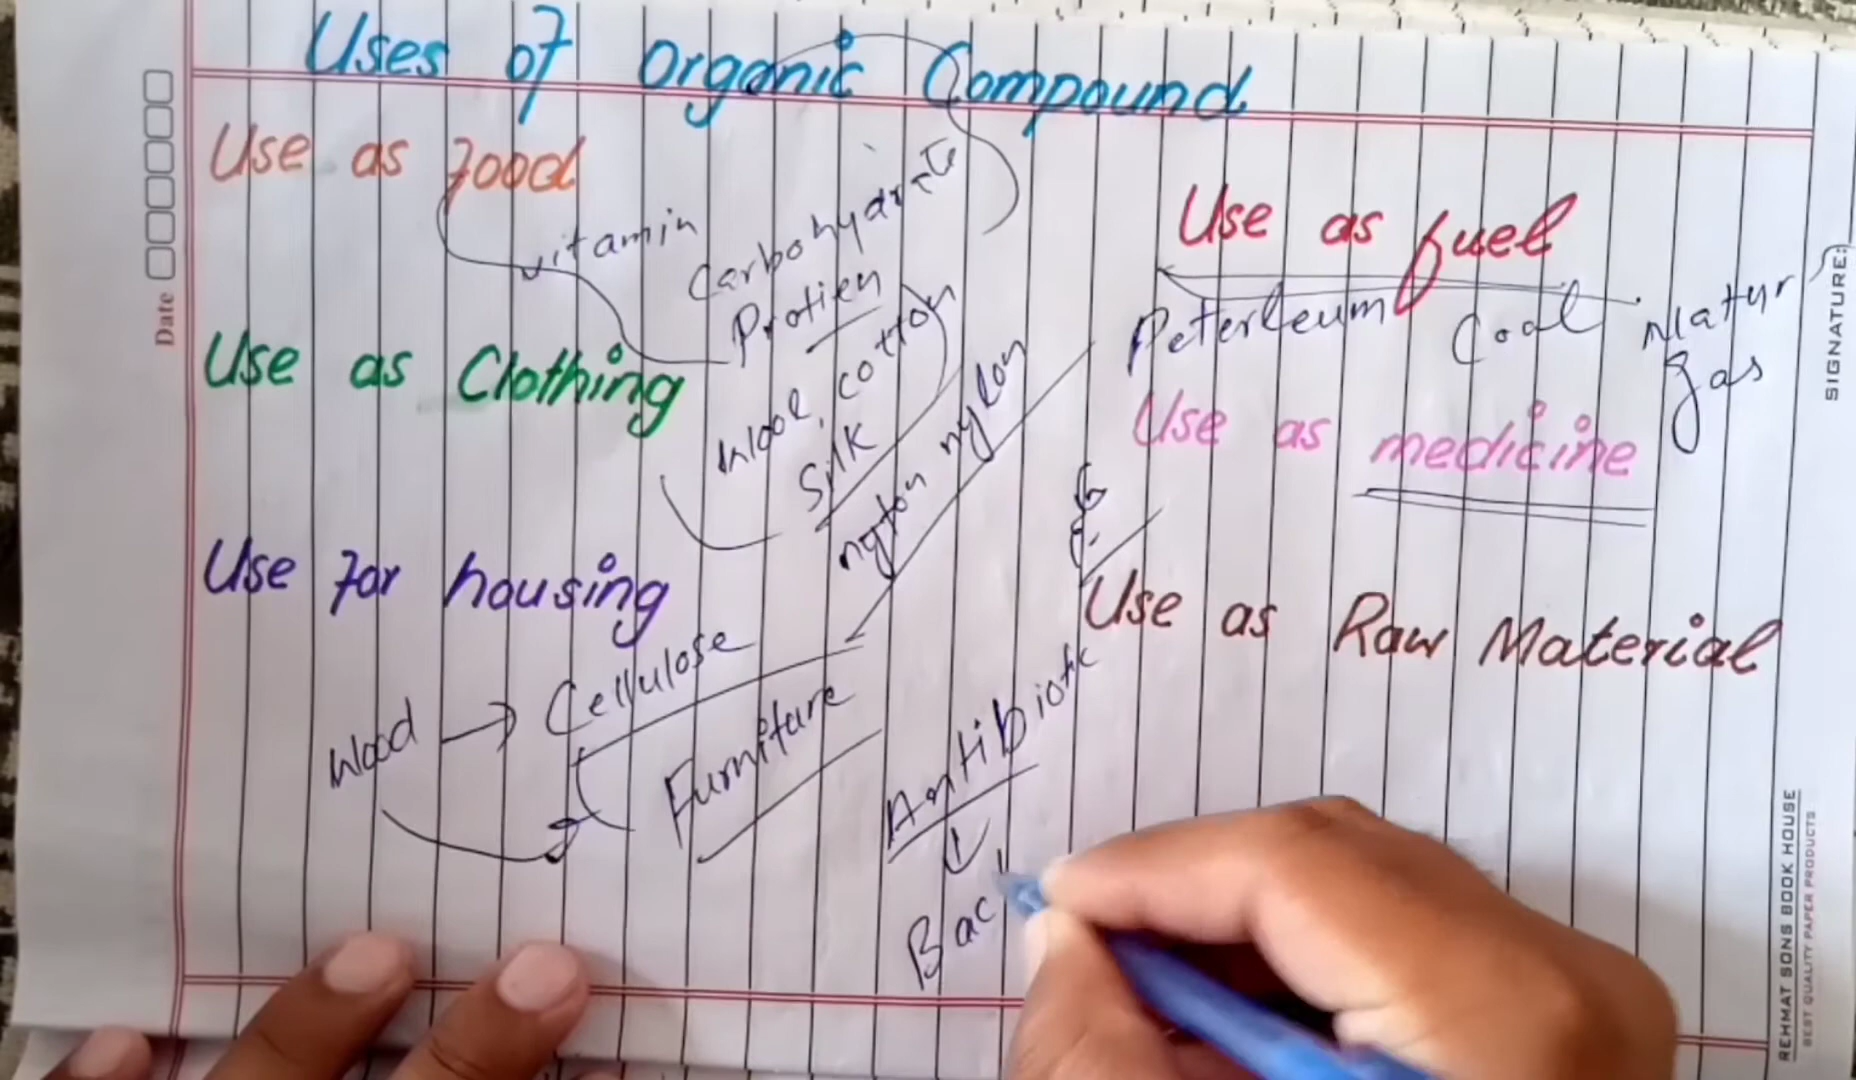 Uses of Organic Compound
Use as food
vitamin
Carbohydrate
Protien
Use as Clothing
Wool, cotton
Silk
nylon nylon
Use for housing
Wood → Cellulose
Furniture
Use as fuel
Peterleum Coal Natur
gas
Use as medicine
Use as Raw Material
Antibiotic
Bac
Date
SIGNATURE:
REHMAT SONS BOOK HOUSE
BEST QUALITY PAPER PRODUCTS